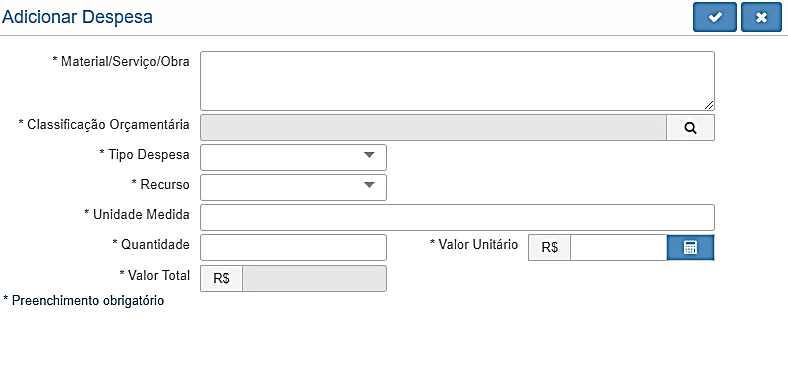 Adicionar Despesa
* Material/Serviço/Obra
* Classificação Orçamentária
* Tipo Despesa
* Recurso
* Unidade Medida
* Quantidade * Valor Unitário R$
* Valor Total R$
* Preenchimento obrigatório